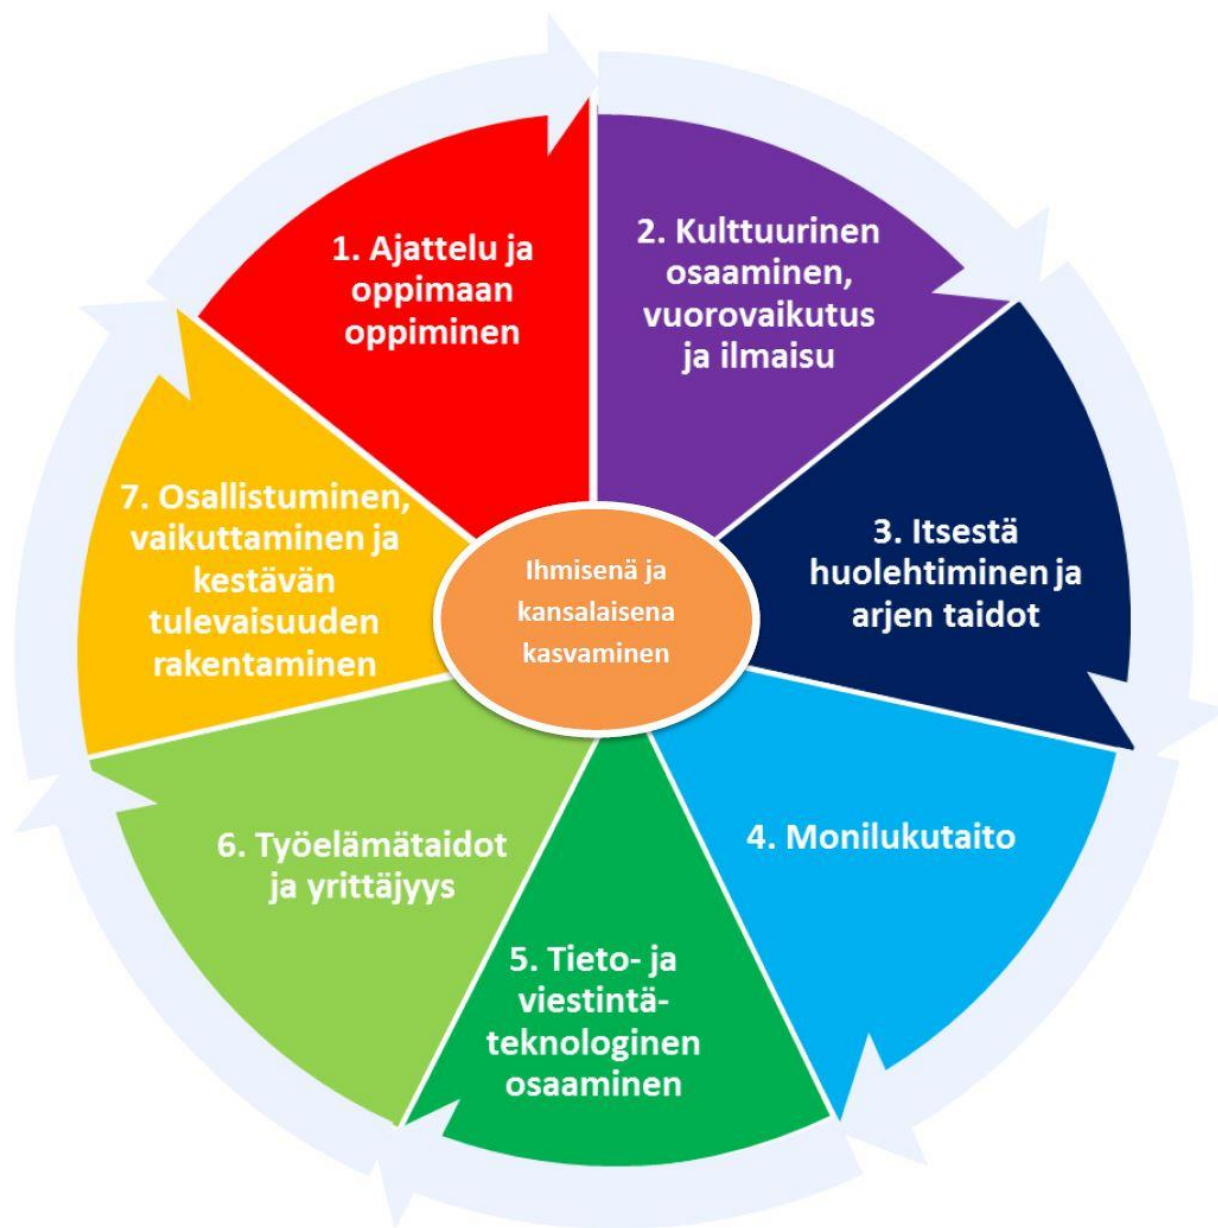 1. Ajattelu ja
oppimaan
oppiminen
2. Kulttuurinen
osaaminen,
vuorovaikutus
ja ilmaisu
3. Itsestä
huolehtiminen ja
arjen taidot
4. Monilukutaito
5. Tieto- ja
viestintä-
teknologinen
osaaminen
6. Työelämätaidot
ja yrittäjyys
7. Osallistuminen,
vaikuttaminen ja
kestävän
tulevaisuuden
rakentaminen
Ihmisenä ja
kansalaisena
kasvaminen